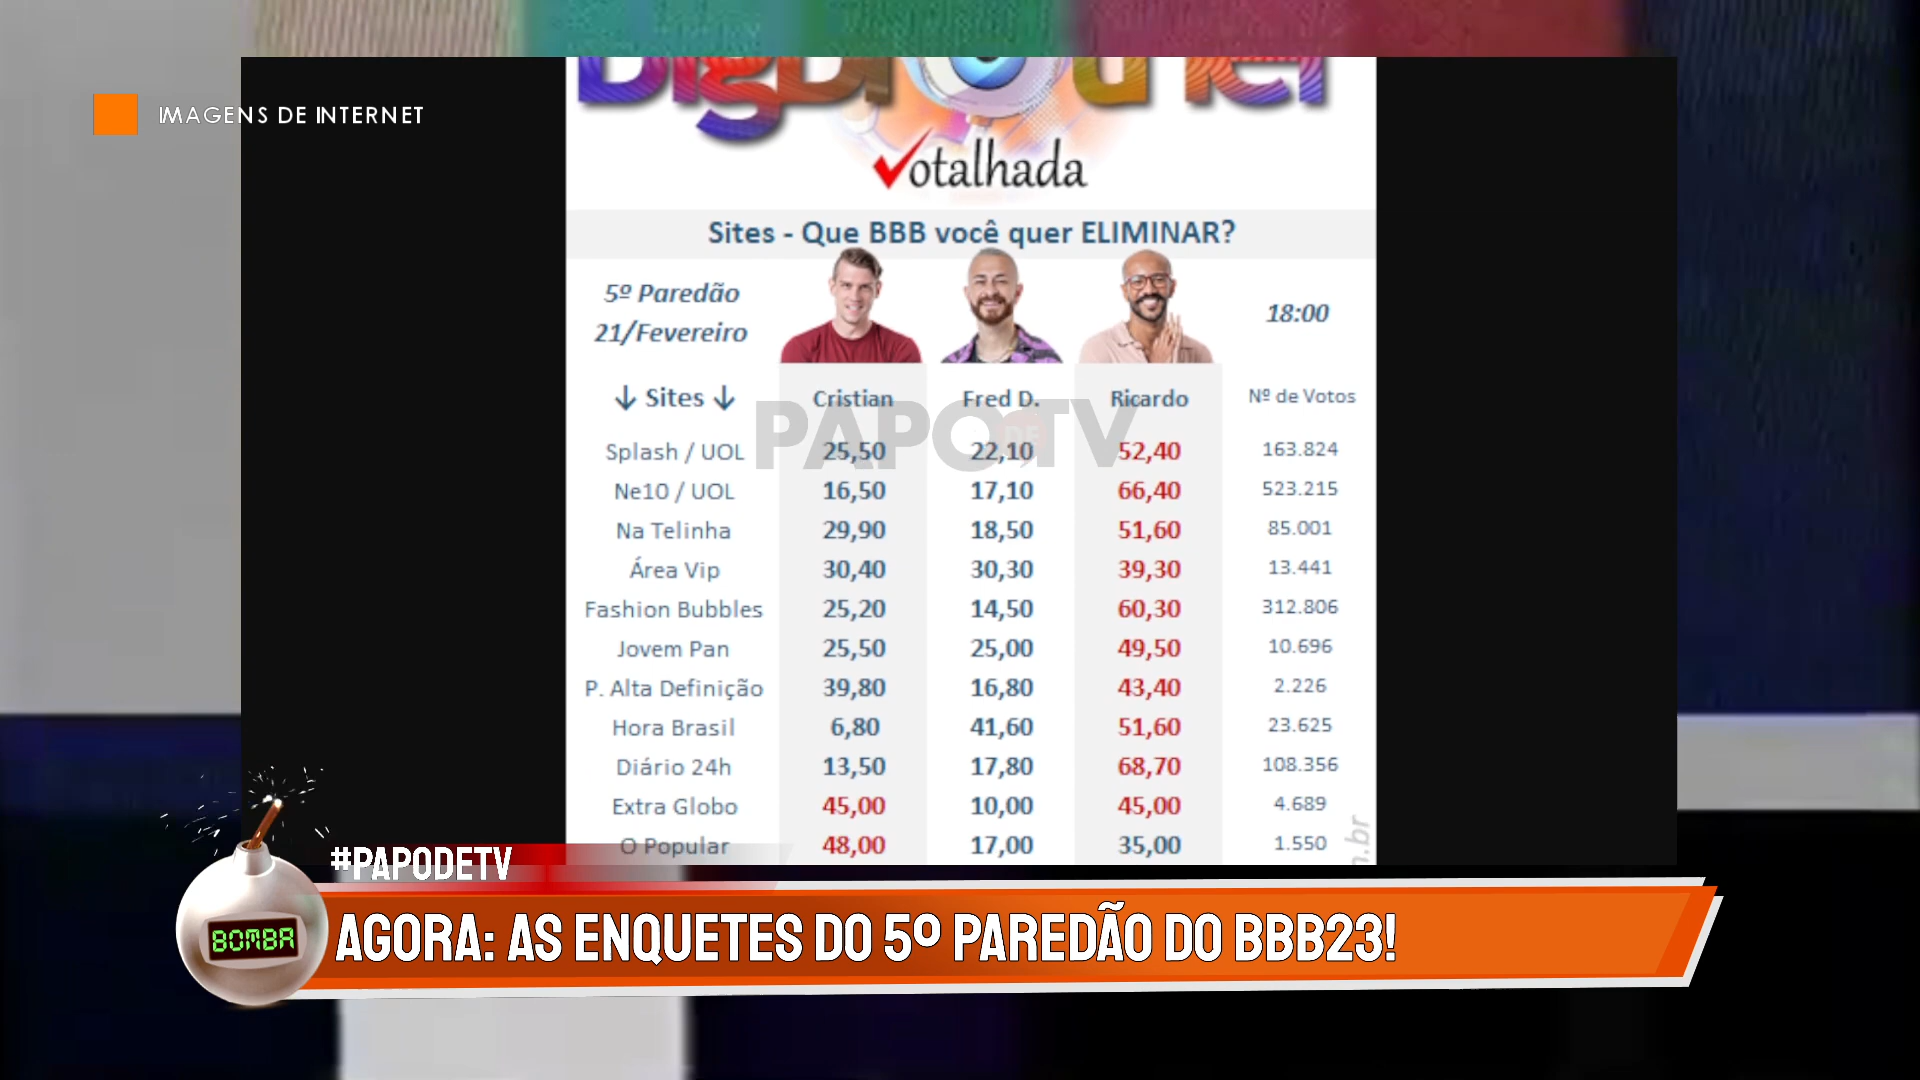 IMAGENS DE INTERNET
Votalhada
Sites - Que BBB você quer ELIMINAR?
5º Paredão
21/Fevereiro
18:00
↓ Sites ↓ Cristian Fred D. Ricardo Nº de Votos
PAPO DE TV
Splash / UOL 25,50 22,10 52,40 163.824
Ne10 / UOL 16,50 17,10 66,40 523.215
Na Telinha 29,90 18,50 51,60 85.001
Área Vip 30,40 30,30 39,30 13.441
Fashion Bubbles 25,20 14,50 60,30 312.806
Jovem Pan 25,50 25,00 49,50 10.696
P. Alta Definição 39,80 16,80 43,40 2.226
Hora Brasil 6,80 41,60 51,60 23.625
Diário 24h 13,50 17,80 68,70 108.356
Extra Globo 45,00 10,00 45,00 4.689
O Popular 48,00 17,00 35,00 1.550
#PAPODETV
BOMBA
AGORA: AS ENQUETES DO 5º PAREDÃO DO BBB23!